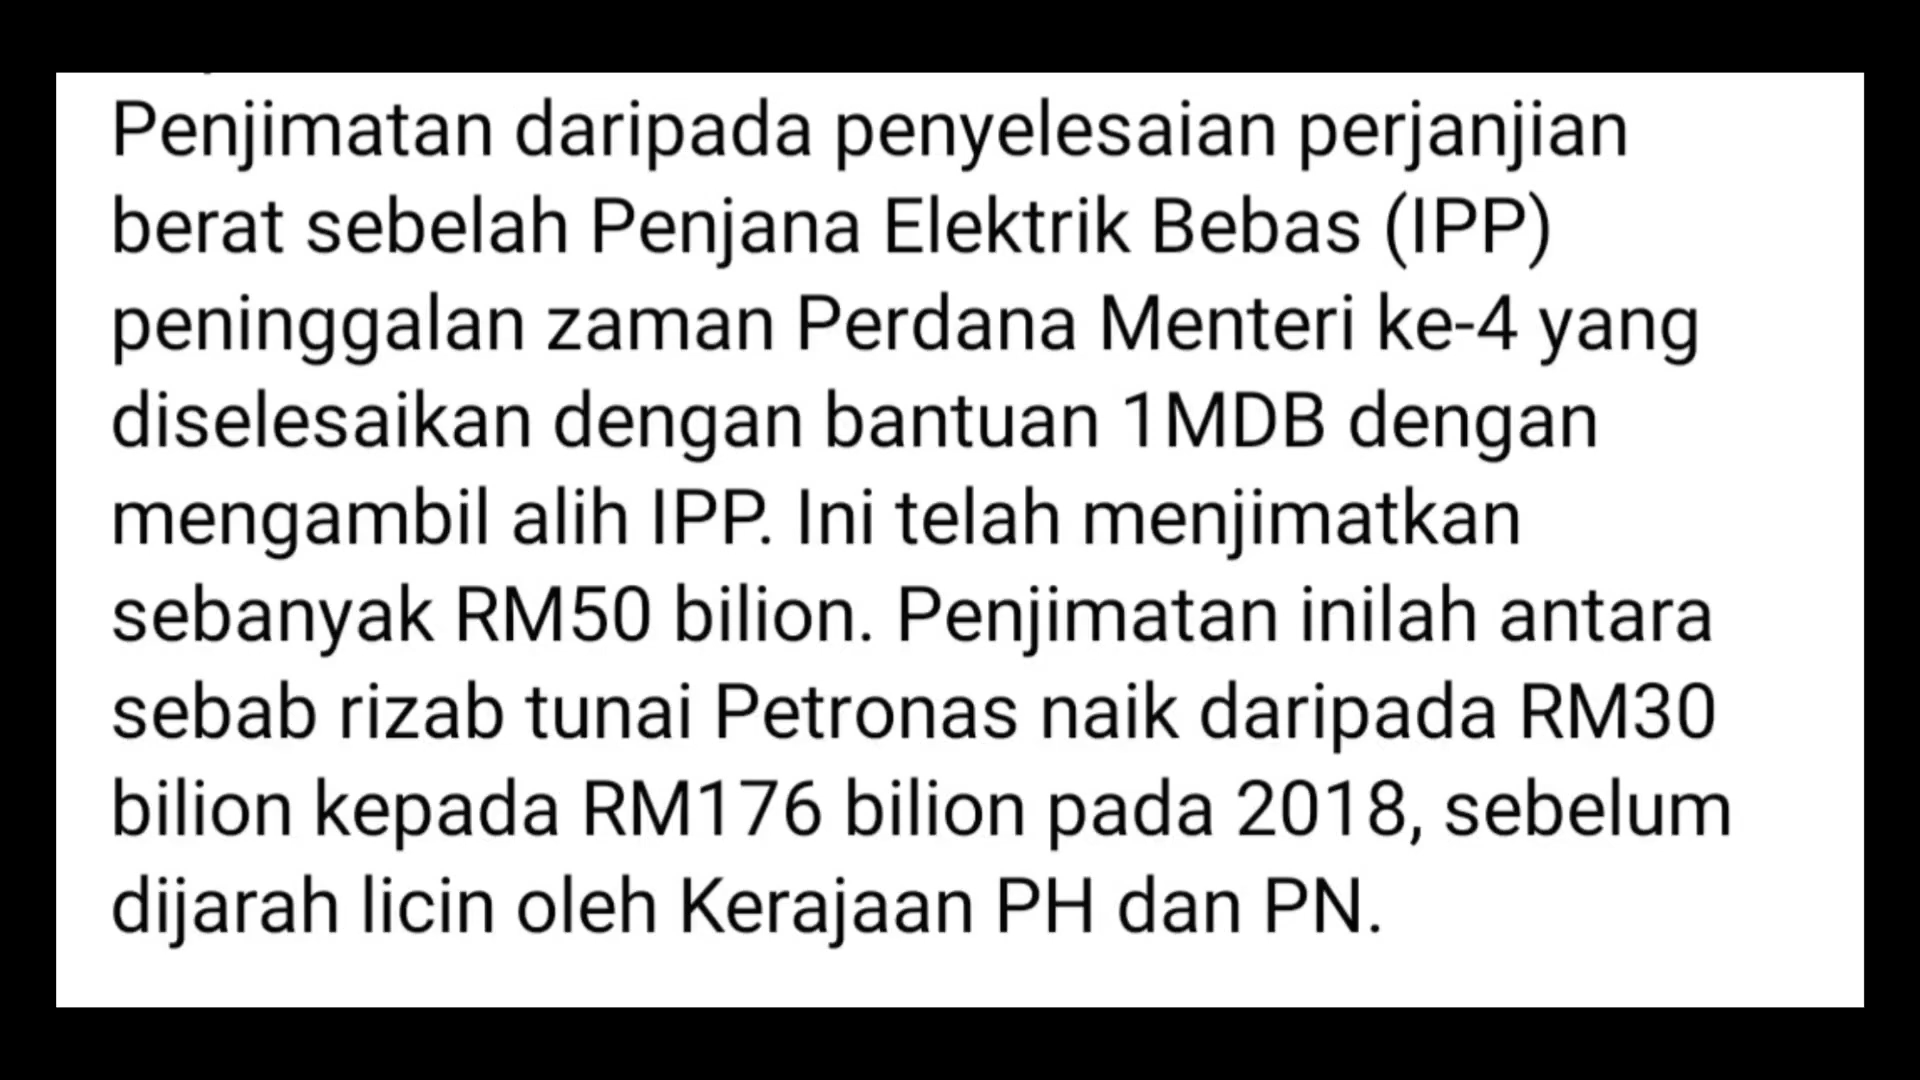 Penjimatan daripada penyelesaian perjanjian
berat sebelah Penjana Elektrik Bebas (IPP)
peninggalan zaman Perdana Menteri ke-4 yang
diselesaikan dengan bantuan 1MDB dengan
mengambil alih IPP. Ini telah menjimatkan
sebanyak RM50 bilion. Penjimatan inilah antara
sebab rizab tunai Petronas naik daripada RM30
bilion kepada RM176 bilion pada 2018, sebelum
dijarah licin oleh Kerajaan PH dan PN.